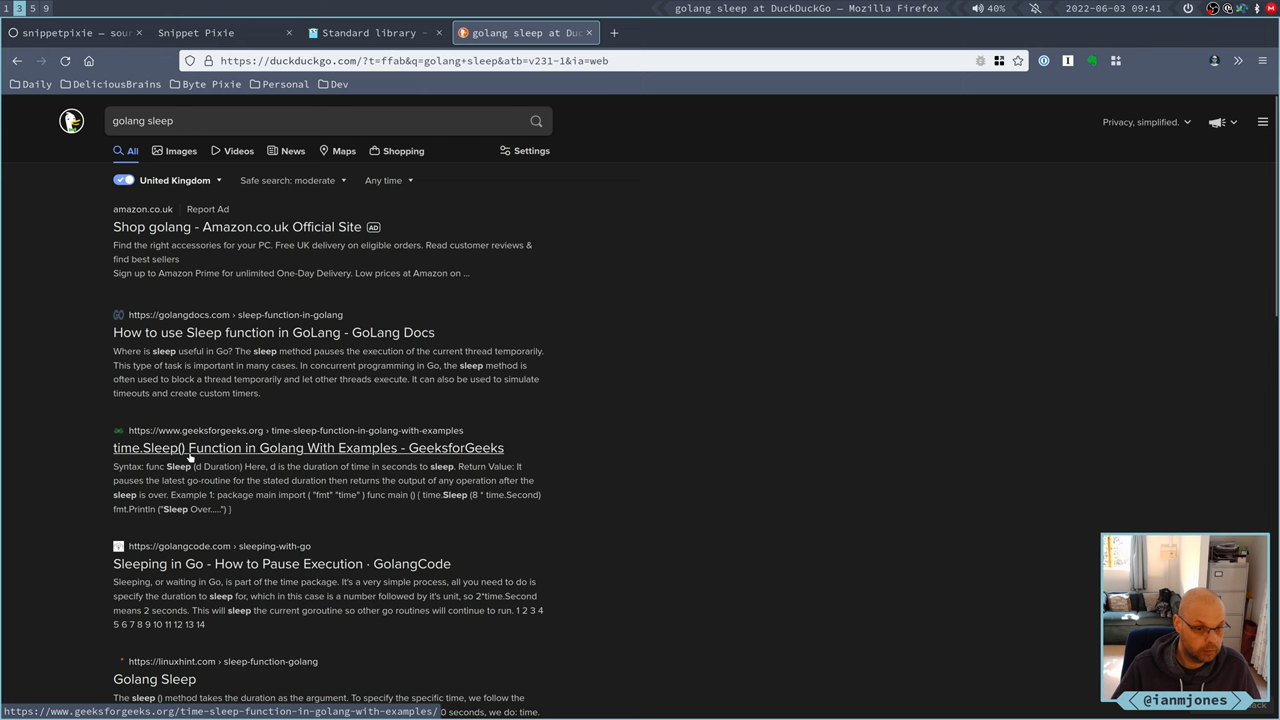 1 3 5 9
golang sleep at DuckDuckGo — Mozilla Firefox
40%
2022-06-03 09:41
snippetpixie — sour
Snippet Pixie
Standard library –
golang sleep at Duc
https://duckduckgo.com/?t=ffab&q=golang+sleep&atb=v231-1&ia=web
Daily
DeliciousBrains
Byte Pixie
Personal
Dev
golang sleep
Privacy, simplified.
All
Images
Videos
News
Maps
Shopping
Settings
United Kingdom
Safe search: moderate
Any time
amazon.co.uk
Report Ad
Shop golang - Amazon.co.uk Official Site AD
Find the right accessories for your PC. Free UK delivery on eligible orders. Read customer reviews &
find best sellers
Sign up to Amazon Prime for unlimited One-Day Delivery. Low prices at Amazon on ...
https://golangdocs.com › sleep-function-in-golang
How to use Sleep function in GoLang - GoLang Docs
Where is sleep useful in Go? The sleep method pauses the execution of the current thread temporarily.
This type of task is important in many cases. In concurrent programming in Go, the sleep method is
often used to block a thread temporarily and let other threads execute. It can also be used to simulate
timeouts and create custom timers.
https://www.geeksforgeeks.org › time-sleep-function-in-golang-with-examples
time.Sleep() Function in Golang With Examples - GeeksforGeeks
Syntax: func Sleep (d Duration) Here, d is the duration of time in seconds to sleep. Return Value: It
pauses the latest go-routine for the stated duration then returns the output of any operation after the
sleep is over. Example 1: package main import ( "fmt" "time" ) func main () { time.Sleep (8 * time.Second)
fmt.Println ("Sleep Over.....") }
https://golangcode.com › sleeping-with-go
Sleeping in Go - How to Pause Execution · GolangCode
Sleeping, or waiting in Go, is part of the time package. It's a very simple process, all you need to do is
specify the duration to sleep for, which in this case is a number followed by it's unit, so 2*time.Second
means 2 seconds. This will sleep the current goroutine so other go routines will continue to run. 1 2 3 4
5 6 7 8 9 10 11 12 13 14
https://linuxhint.com › sleep-function-golang
Golang Sleep
The sleep () method takes the duration as the argument. To specify the specific time, we follow the
https://www.geeksforgeeks.org/time-sleep-function-in-golang-with-examples/
0 seconds, we do: time.
@ianmjones